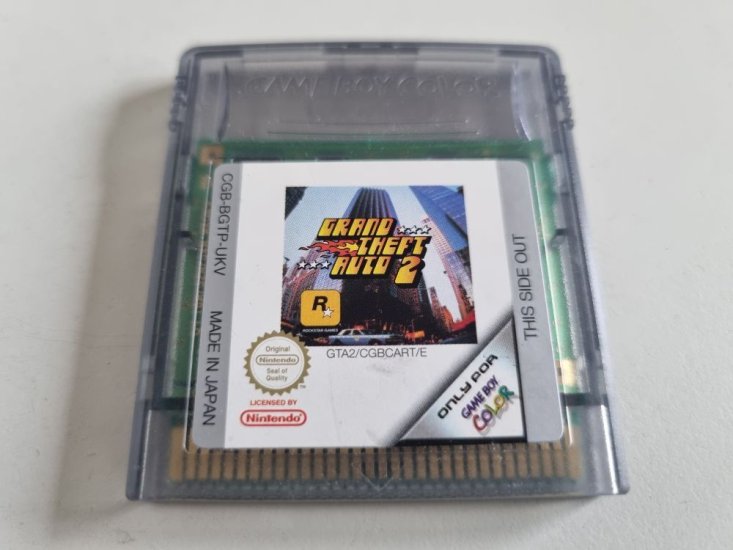 GAME BOY COLOR
CGB-BGTP-UKV
MADE IN JAPAN
GRAND
THEFT
AUTO 2
R
ROCKSTAR GAMES
GTA2/CGBCART/E
Original
Nintendo
Seal of
Quality
TM
LICENSED BY
Nintendo
ONLY FOR
GAME BOY
COLOR
THIS SIDE OUT